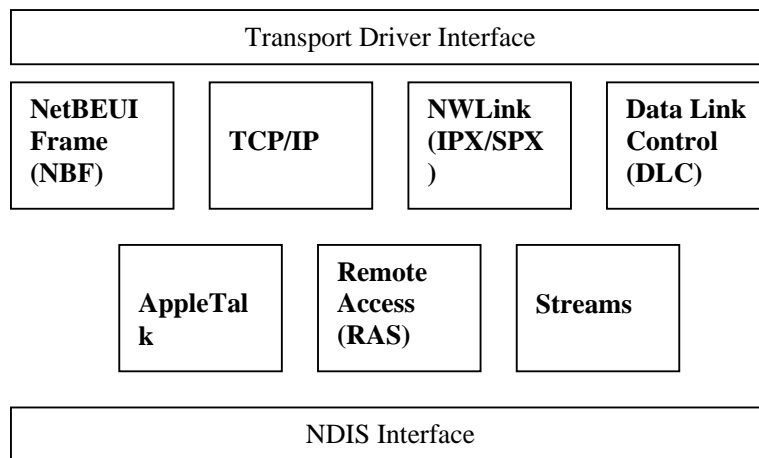 Transport Driver Interface
NetBEUI
Frame
(NBF)
TCP/IP
NWLink
(IPX/SPX
)
Data Link
Control
(DLC)
AppleTal
k
Remote
Access
(RAS)
Streams
NDIS Interface